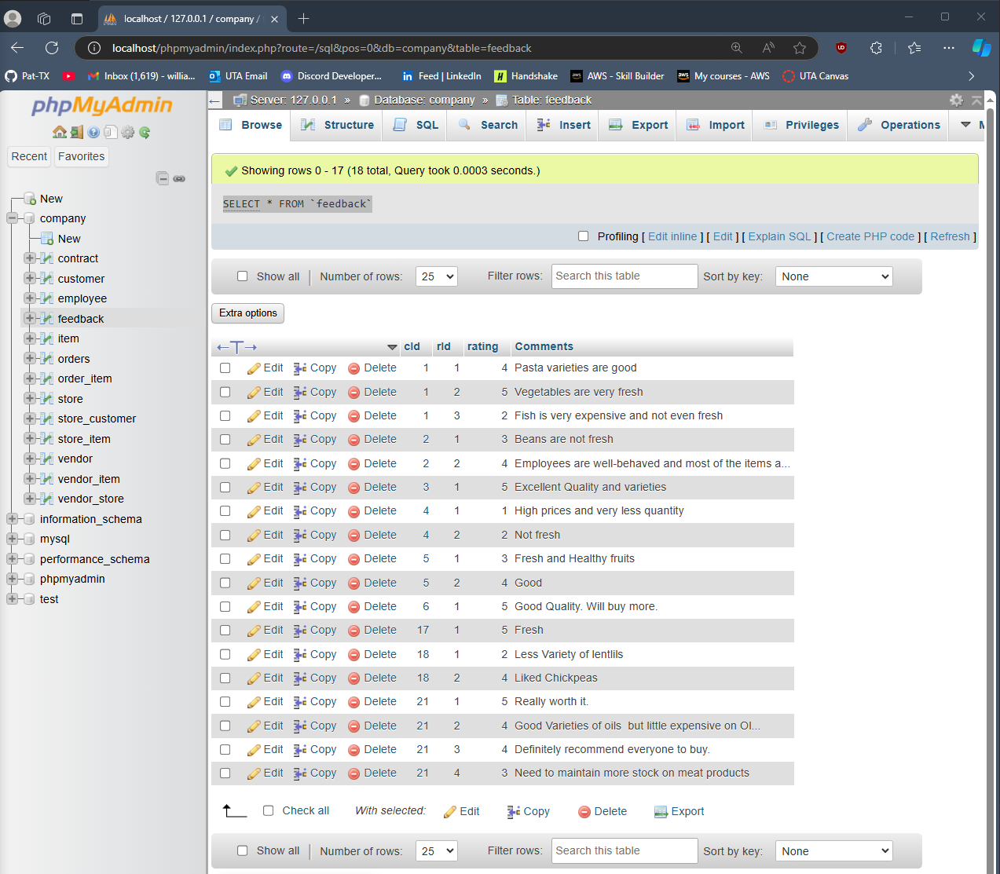 localhost / 127.0.0.1 / company /
localhost/phpmyadmin/index.php?route=/sql&pos=0&db=company&table=feedback
Pat-TX Inbox (1,619) - willia... UTA Email Discord Developer... Feed | LinkedIn Handshake AWS - Skill Builder My courses - AWS UTA Canvas
phpMyAdmin
Recent Favorites
New
company
New
contract
customer
employee
feedback
item
orders
order_item
store
store_customer
store_item
vendor
vendor_item
vendor_store
information_schema
mysql
performance_schema
phpmyadmin
test
Server: 127.0.0.1 » Database: company » Table: feedback
Browse Structure SQL Search Insert Export Import Privileges Operations
Showing rows 0 - 17 (18 total, Query took 0.0003 seconds.)
SELECT * FROM `feedback`
Profiling [ Edit inline ] [ Edit ] [ Explain SQL ] [ Create PHP code ] [ Refresh ]
Show all | Number of rows: 25 Filter rows: Search this table Sort by key: None
Extra options
cId rId rating Comments
Edit Copy Delete 1 1 4 Pasta varieties are good
Edit Copy Delete 1 2 5 Vegetables are very fresh
Edit Copy Delete 1 3 2 Fish is very expensive and not even fresh
Edit Copy Delete 2 1 3 Beans are not fresh
Edit Copy Delete 2 2 4 Employees are well-behaved and most of the items a...
Edit Copy Delete 3 1 5 Excellent Quality and varieties
Edit Copy Delete 4 1 1 High prices and very less quantity
Edit Copy Delete 4 2 2 Not fresh
Edit Copy Delete 5 1 3 Fresh and Healthy fruits
Edit Copy Delete 5 2 4 Good
Edit Copy Delete 6 1 5 Good Quality. Will buy more.
Edit Copy Delete 17 1 5 Fresh
Edit Copy Delete 18 1 2 Less Variety of lentlils
Edit Copy Delete 18 2 4 Liked Chickpeas
Edit Copy Delete 21 1 5 Really worth it.
Edit Copy Delete 21 2 4 Good Varieties of oils  but little expensive on Ol...
Edit Copy Delete 21 3 4 Definitely recommend everyone to buy.
Edit Copy Delete 21 4 3 Need to maintain more stock on meat products
Check all With selected: Edit Copy Delete Export
Show all | Number of rows: 25 Filter rows: Search this table Sort by key: None